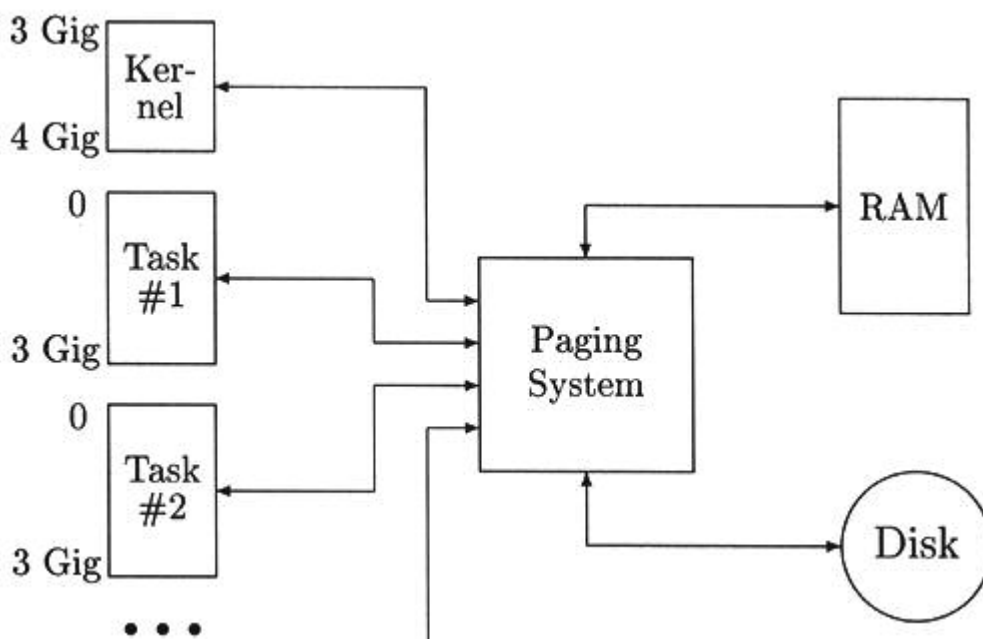 3 Gig
Ker-
nel
4 Gig
0
Task
#1
3 Gig
0
Task
#2
3 Gig
• • •
Paging
System
RAM
Disk